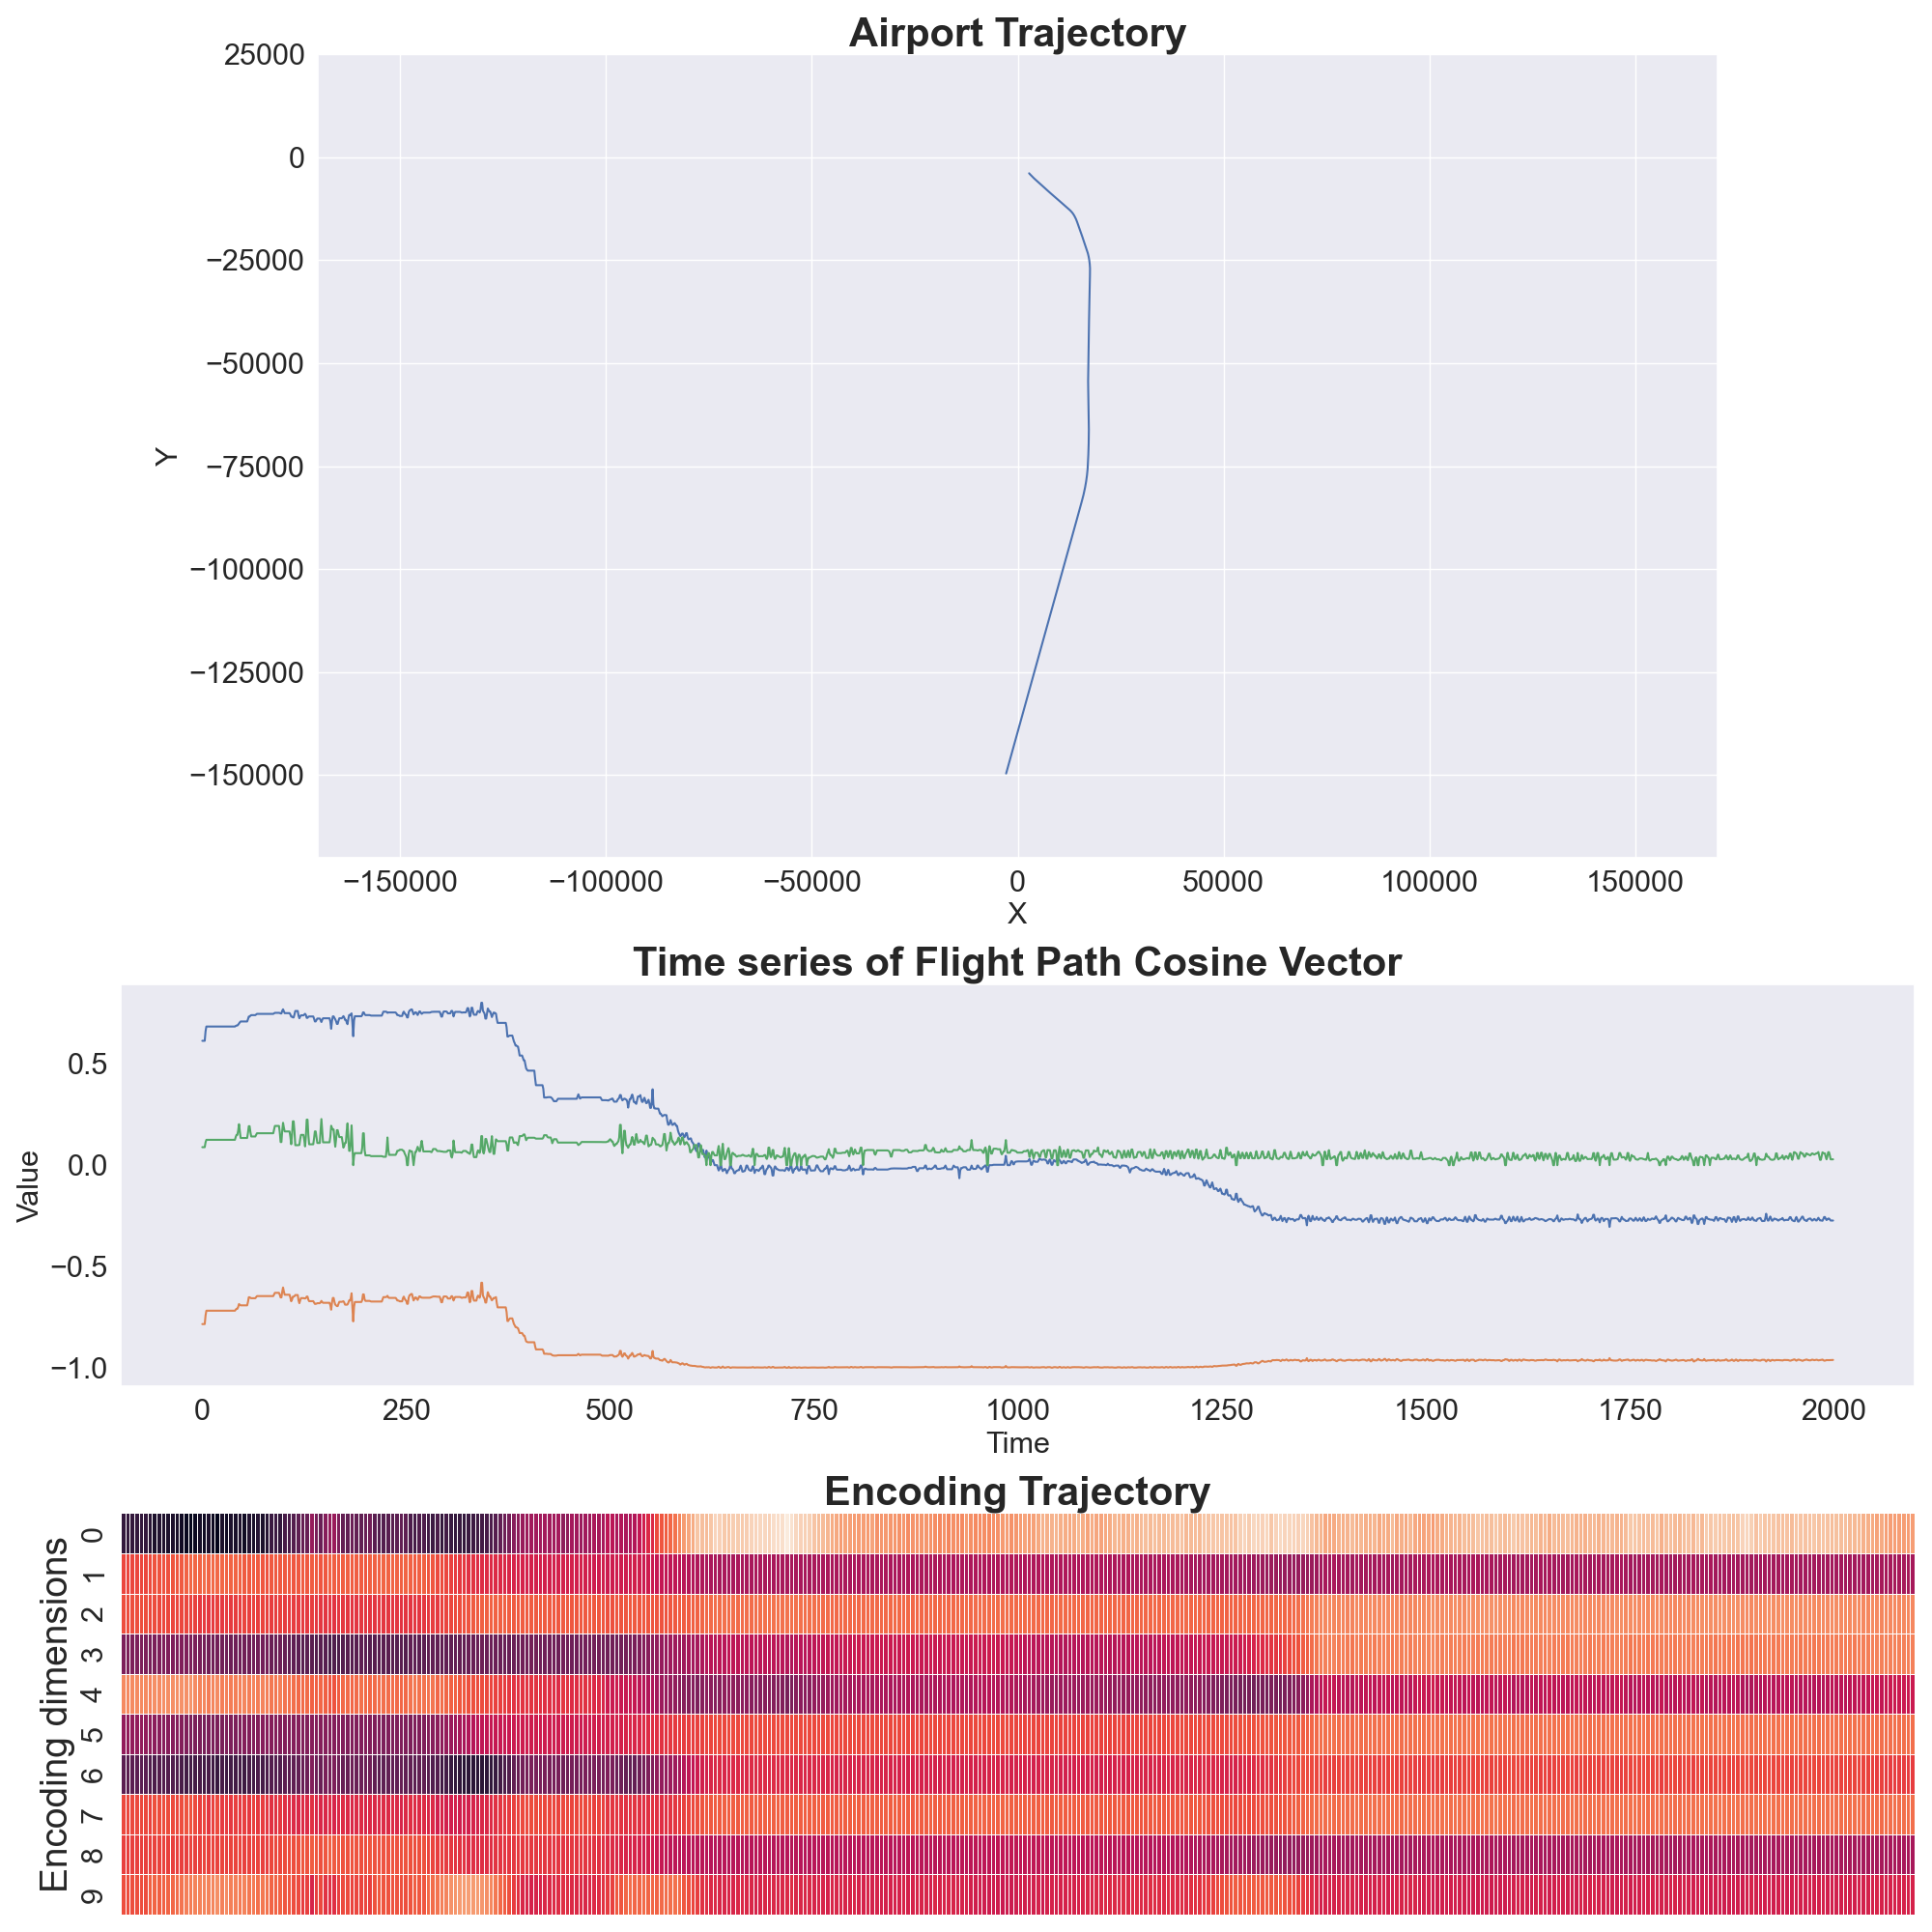 Airport Trajectory
25000
0
−25000
−50000
−75000
−100000
−125000
−150000
Y
−150000 −100000 −50000 0 50000 100000 150000
X
Time series of Flight Path Cosine Vector
0.5
0.0
−0.5
−1.0
Value
0 250 500 750 1000 1250 1500 1750 2000
Time
Encoding Trajectory
Encoding dimensions
0
1
2
3
4
5
6
7
8
9